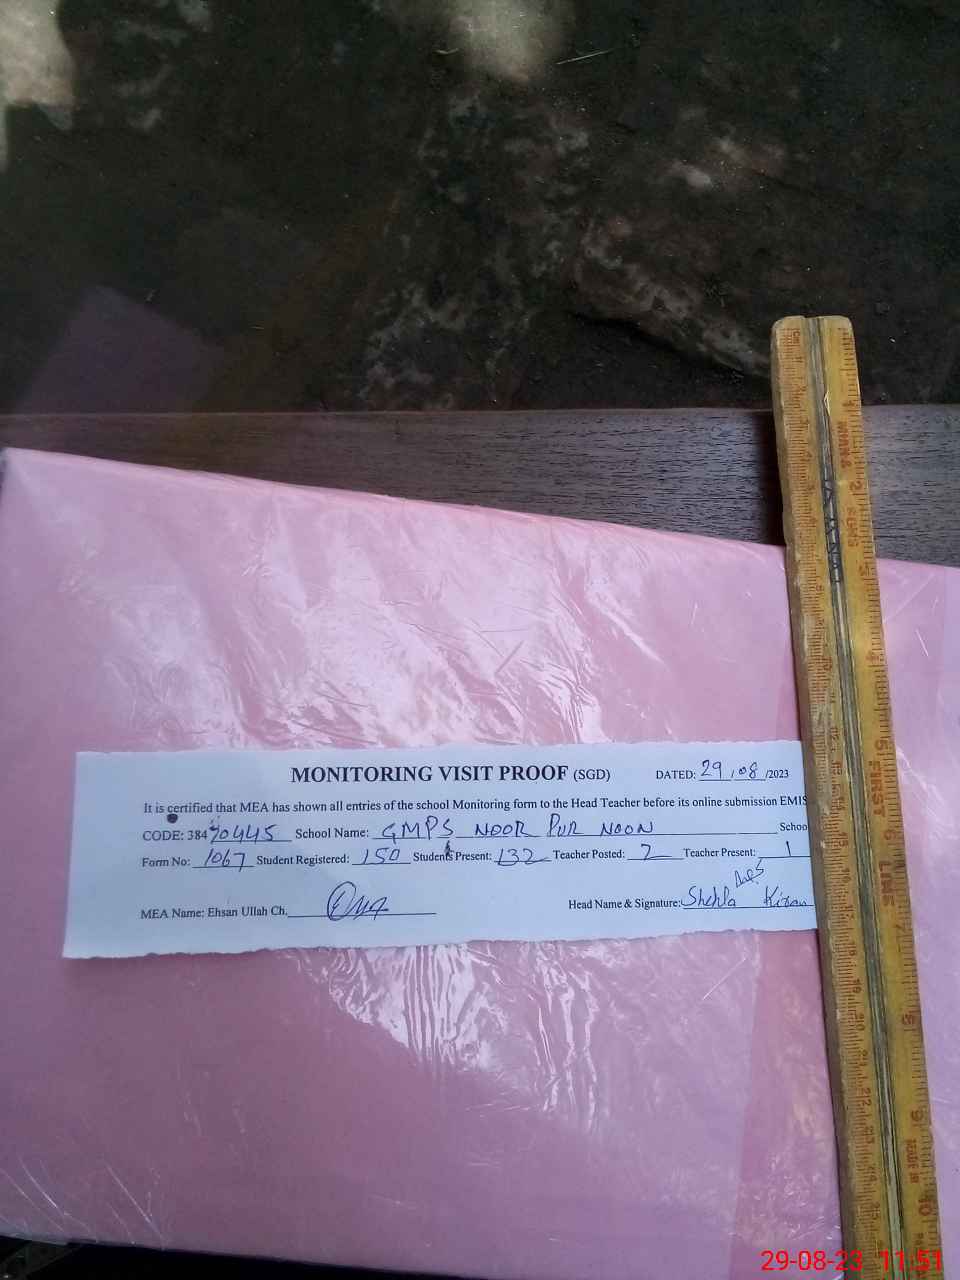 MONITORING VISIT PROOF (SGD) DATED: 29/08/2023
It is certified that MEA has shown all entries of the school Monitoring form to the Head Teacher before its online submission EMIS
CODE: 38470445 School Name: GMPS NOOR PUR NOON Schoo
Form No: 1067 Student Registered: 150 Students Present: 132 Teacher Posted: 2 Teacher Present: 1
MEA Name: Ehsan Ullah Ch. Head Name & Signature: Shehla Kiran
29-08-23 11:51